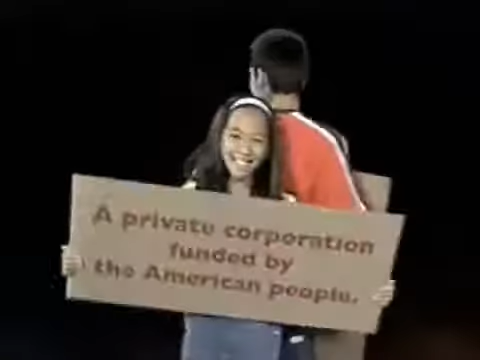 A private corporation
funded by
the American people.